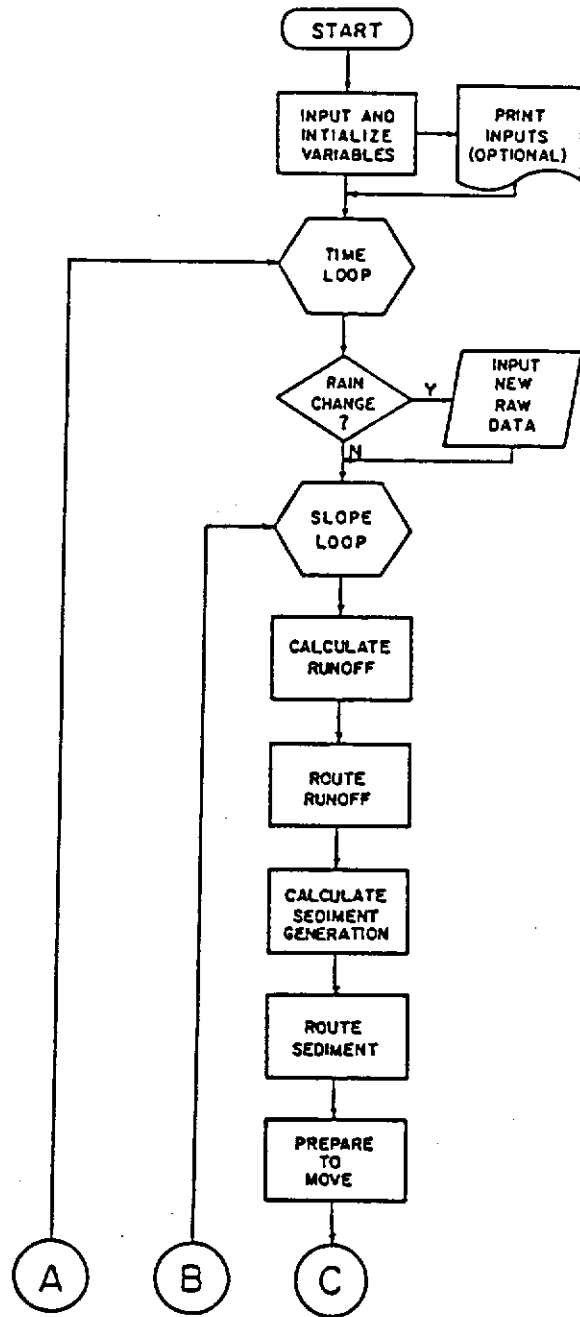 START
INPUT AND
INTIALIZE
VARIABLES
PRINT
INPUTS
(OPTIONAL)
TIME
LOOP
RAIN
CHANGE
?
Y
INPUT
NEW
RAW
DATA
N
SLOPE
LOOP
CALCULATE
RUNOFF
ROUTE
RUNOFF
CALCULATE
SEDIMENT
GENERATION
ROUTE
SEDIMENT
PREPARE
TO
MOVE
A
B
C